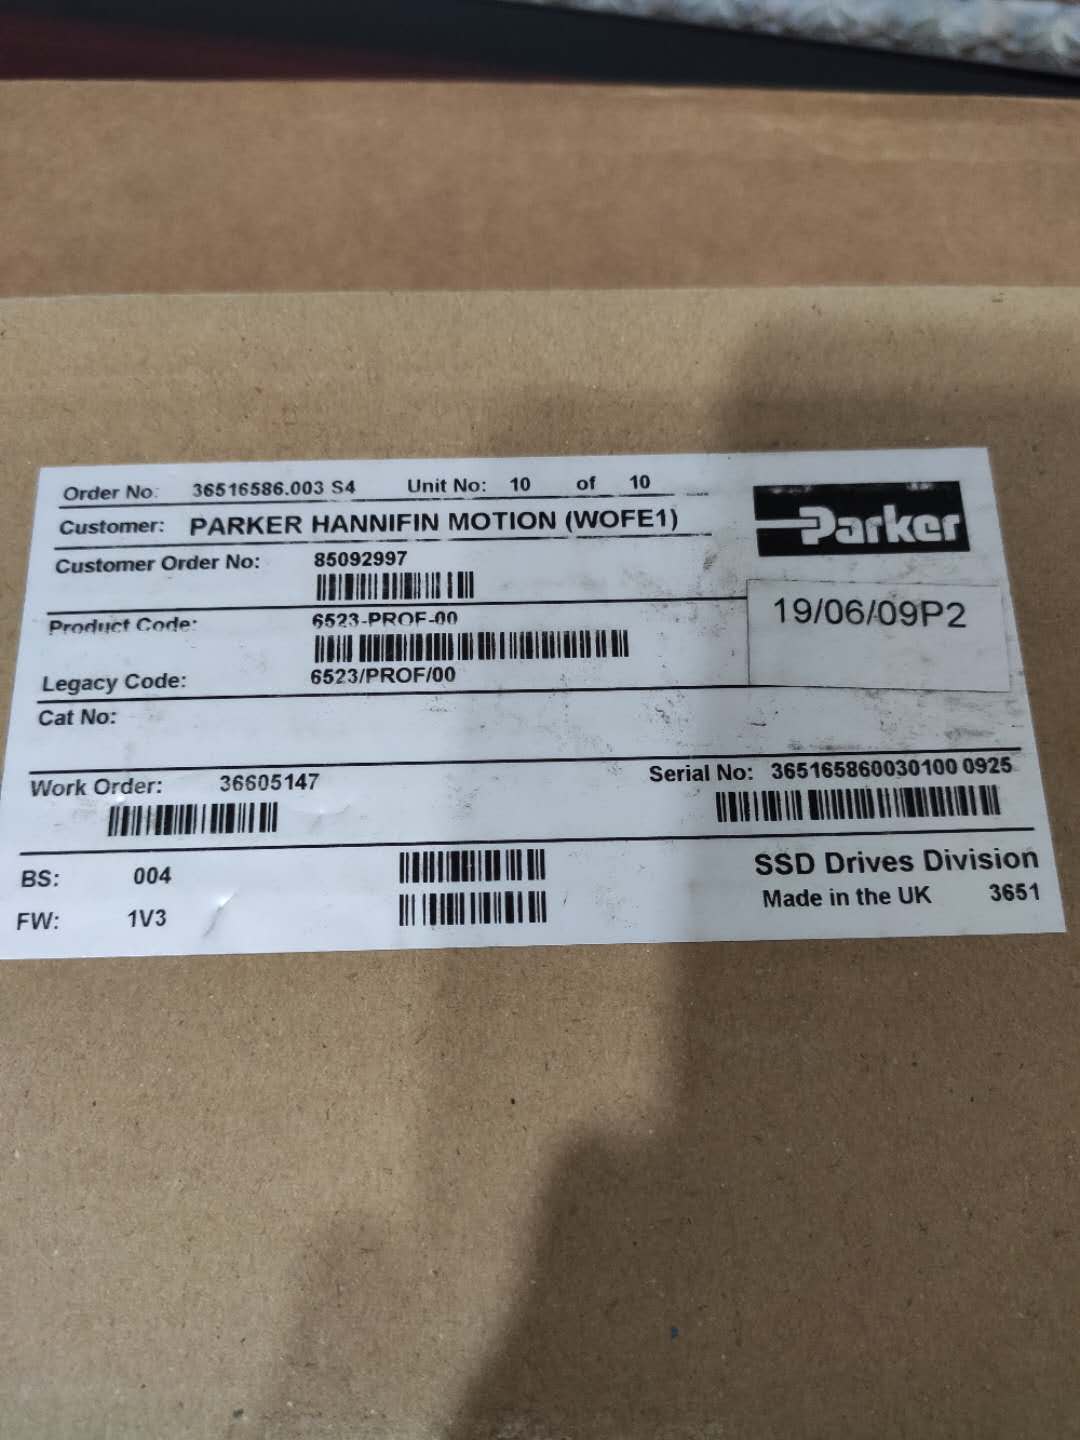 Order No: 36516586.003 S4 Unit No: 10 of 10
Customer: PARKER HANNIFIN MOTION (WOFE1)
Parker
Customer Order No: 85092997
Product Code: 6523-PROF-00
19/06/09P2
Legacy Code: 6523/PROF/00
Cat No:
Work Order: 36605147
Serial No: 365165860030100 0925
BS: 004
SSD Drives Division
FW: 1V3
Made in the UK 3651